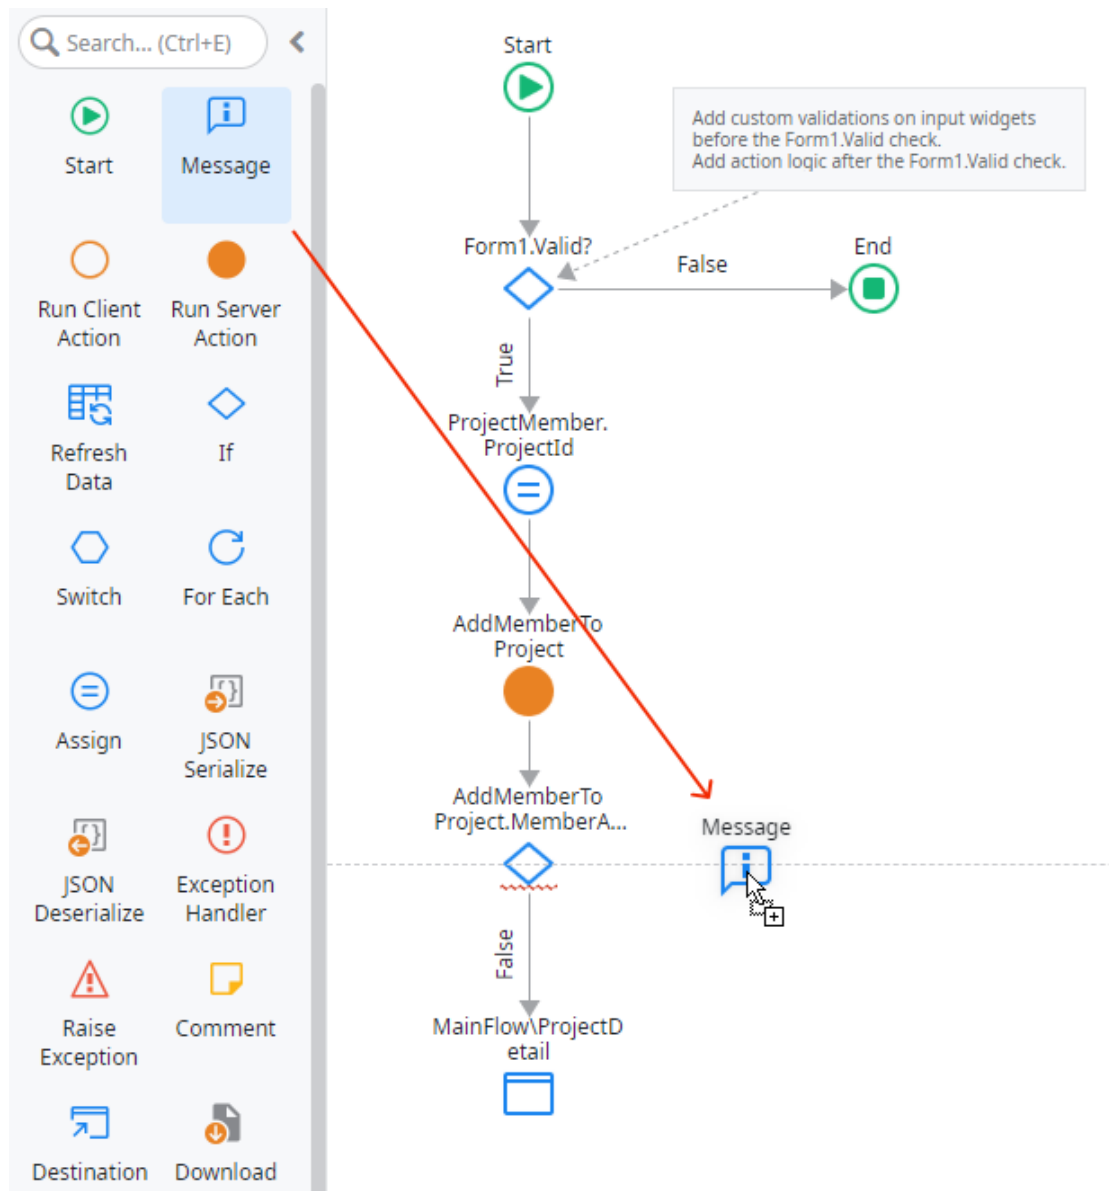 Search... (Ctrl+E)
Start
Message
Run Client
Action
Run Server
Action
Refresh
Data
If
Switch
For Each
Assign
JSON
Serialize
JSON
Deserialize
Exception
Handler
Raise
Exception
Comment
Destination
Download
Start
Add custom validations on input widgets
before the Form1.Valid check.
Add action logic after the Form1.Valid check.
Form1.Valid?
False
End
True
ProjectMember.
ProjectId
AddMemberTo
Project
AddMemberTo
Project.MemberA...
Message
False
MainFlow\ProjectD
etail